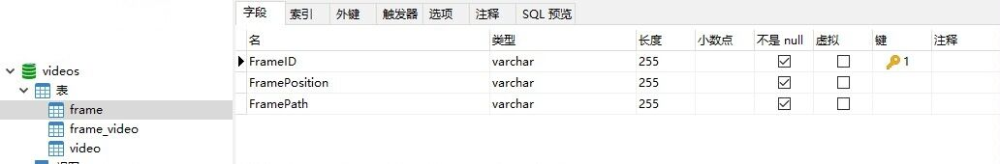 字段 索引 外键 触发器 选项 注释 SQL 预览
名 类型 长度 小数点 不是 null 虚拟 键 注释
FrameID varchar 255 1
FramePosition varchar 255
FramePath varchar 255
videos
表
frame
frame_video
video